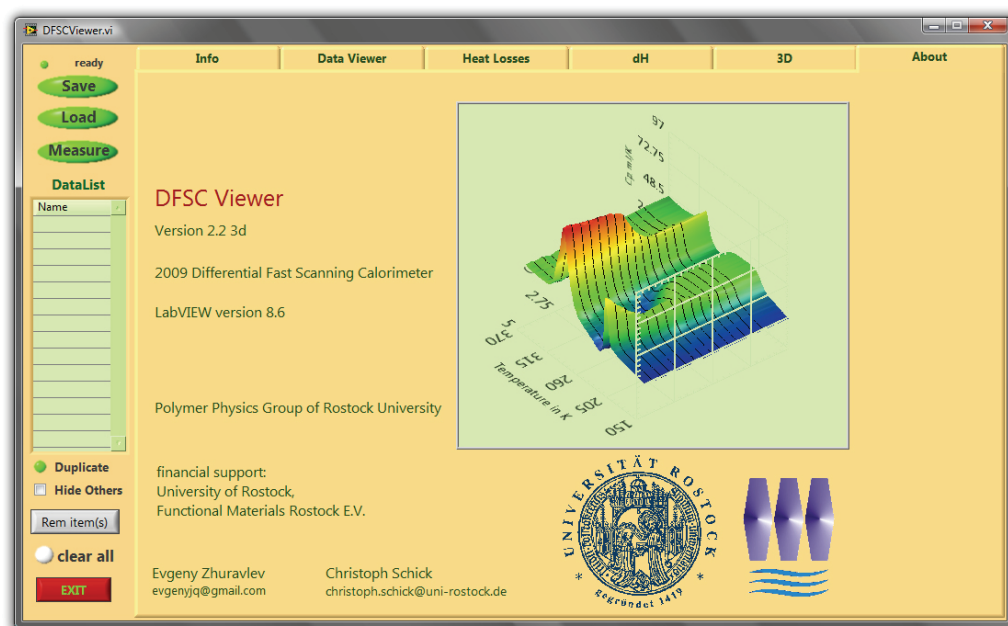 DFSCViewer.vi
ready
Save
Load
Measure
DataList
Name
Duplicate
Hide Others
Rem item(s)
clear all
EXIT
Info
Data Viewer
Heat Losses
dH
3D
About
DFSC Viewer
Version 2.2 3d
2009 Differential Fast Scanning Calorimeter
LabVIEW version 8.6
Polymer Physics Group of Rostock University
financial support:
University of Rostock,
Functional Materials Rostock E.V.
Evgeny Zhuravlev
evgenyjq@gmail.com
Christoph Schick
christoph.schick@uni-rostock.de
97
72.75
48.5
Cp mJ/K
2.75
5
370
315
260
205
150
Temperature in K
UNIVERSITÄT ROSTOCK
* gegründet 1419 *